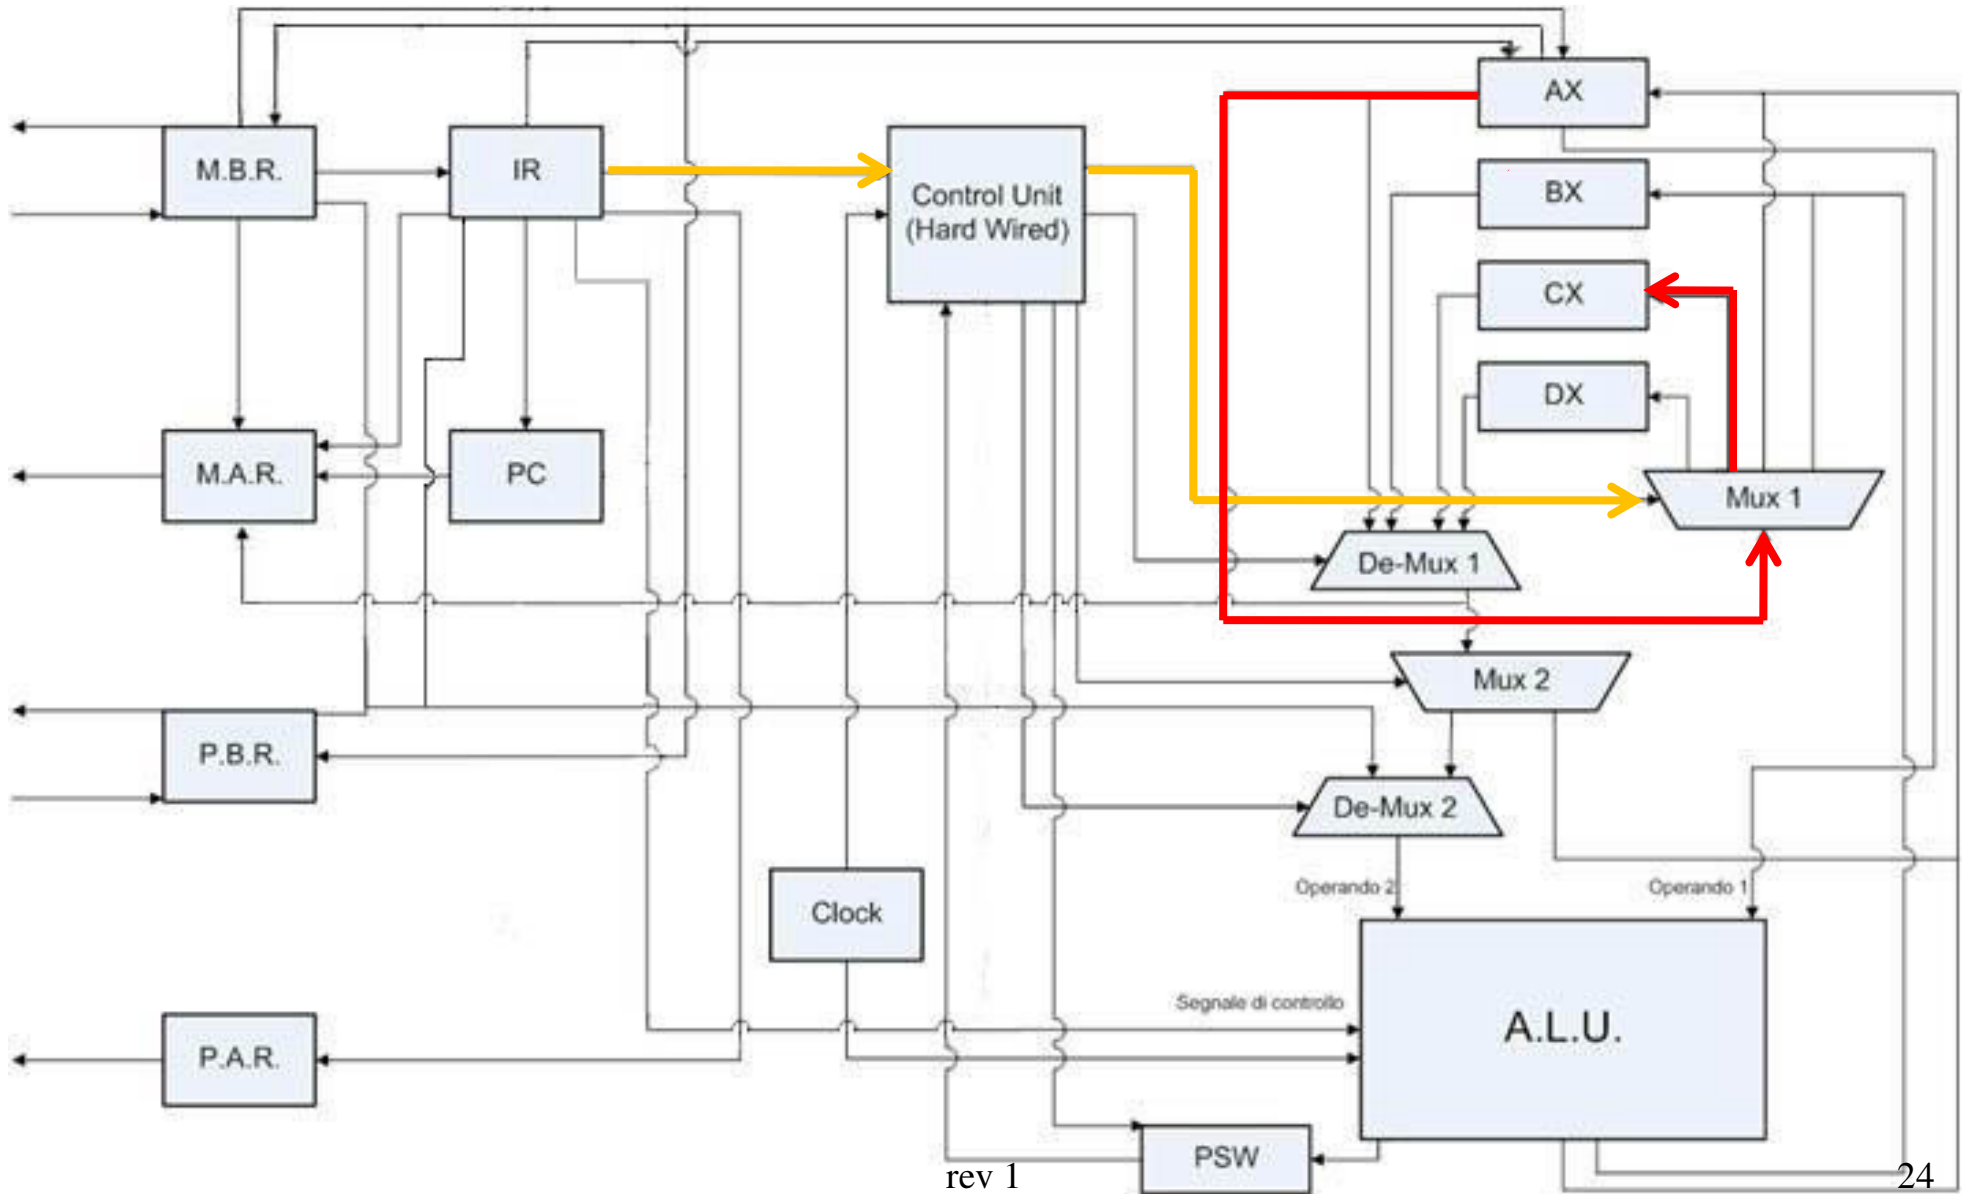 AX
M.B.R.
IR
Control Unit
(Hard Wired)
BX
CX
DX
M.A.R.
PC
Mux 1
De-Mux 1
Mux 2
P.B.R.
De-Mux 2
Operando 2
Operando 1
Clock
Segnale di controllo
A.L.U.
P.A.R.
PSW
rev 1
24